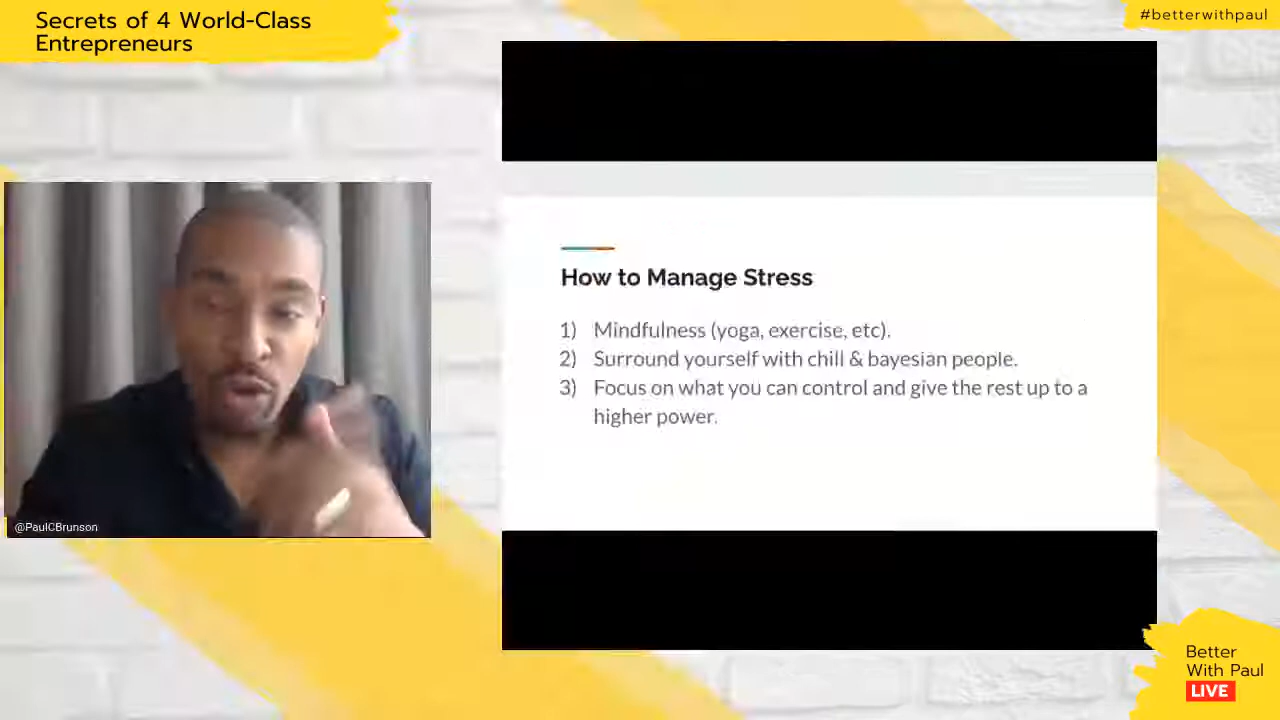 Secrets of 4 World-Class
Entrepreneurs
#betterwithpaul
How to Manage Stress
1) Mindfulness (yoga, exercise, etc).
2) Surround yourself with chill & bayesian people.
3) Focus on what you can control and give the rest up to a
higher power.
@PaulCBrunson
Better
With Paul
LIVE